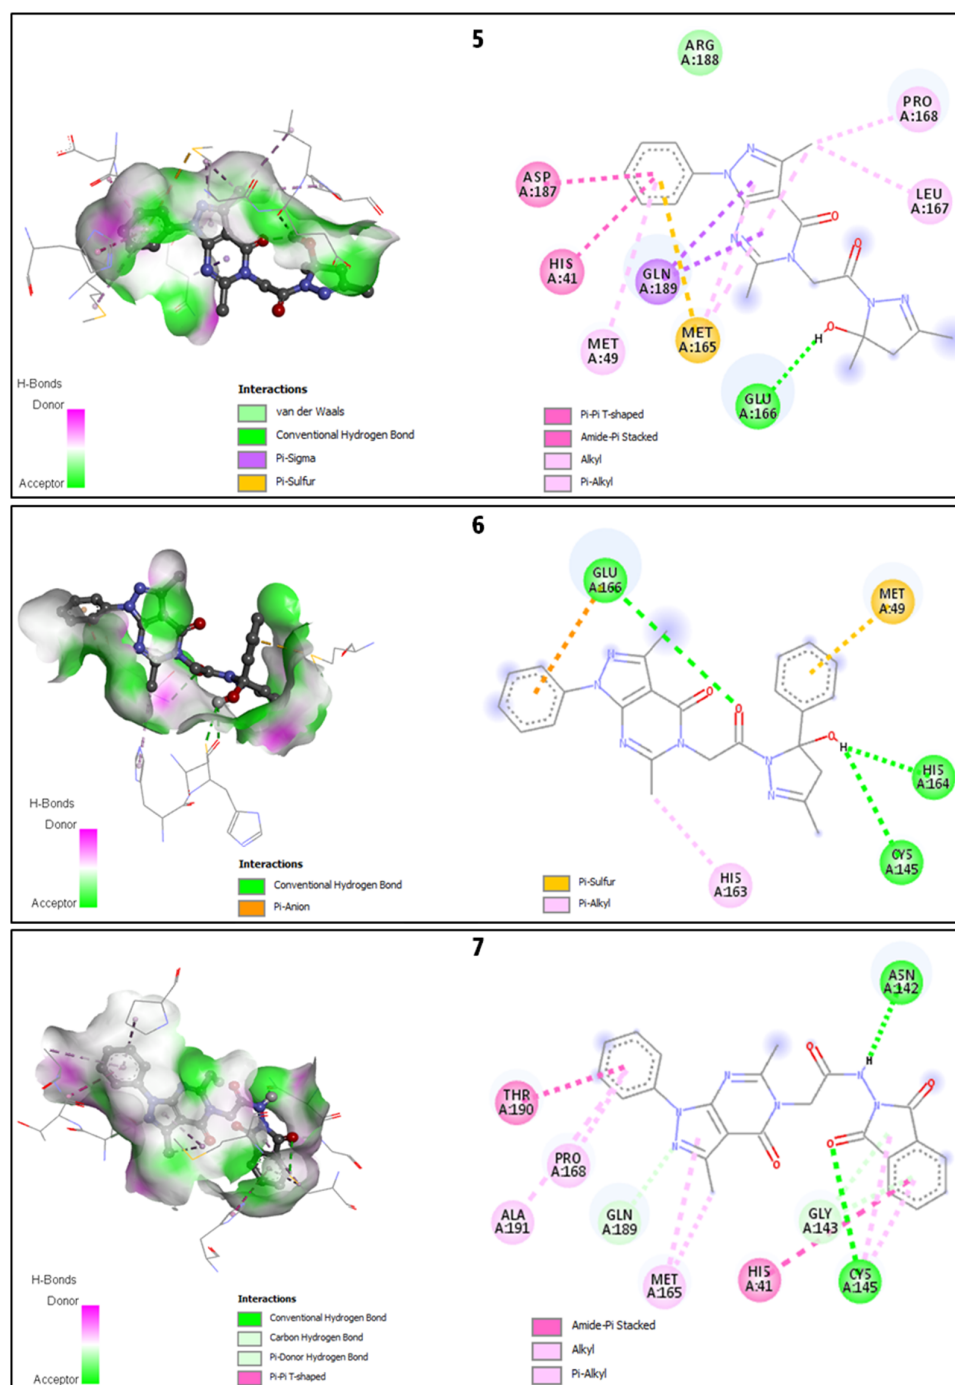 5
ARG
A:188
PRO
A:168
ASP
A:187
LEU
A:167
HIS
A:41
GLN
A:189
MET
A:49
MET
A:165
GLU
A:166
N
N
N
N
O
O
N
N
N
O
H
H-Bonds
Donor
Acceptor
Interactions
van der Waals
Conventional Hydrogen Bond
Pi-Sigma
Pi-Sulfur
Pi-Pi T-shaped
Amide-Pi Stacked
Alkyl
Pi-Alkyl
6
GLU
A:166
MET
A:49
HIS
A:164
CYS
A:145
HIS
A:163
N
N
O
O
N
N
N
N
O
H
H-Bonds
Donor
Acceptor
Interactions
Conventional Hydrogen Bond
Pi-Anion
Pi-Sulfur
Pi-Alkyl
7
ASN
A:142
THR
A:190
PRO
A:168
ALA
A:191
GLN
A:189
MET
A:165
GLY
A:143
HIS
A:41
CYS
A:145
N
N
N
N
O
O
N
H
N
O
O
H-Bonds
Donor
Acceptor
Interactions
Conventional Hydrogen Bond
Carbon Hydrogen Bond
Pi-Donor Hydrogen Bond
Pi-Pi T-shaped
Amide-Pi Stacked
Alkyl
Pi-Alkyl